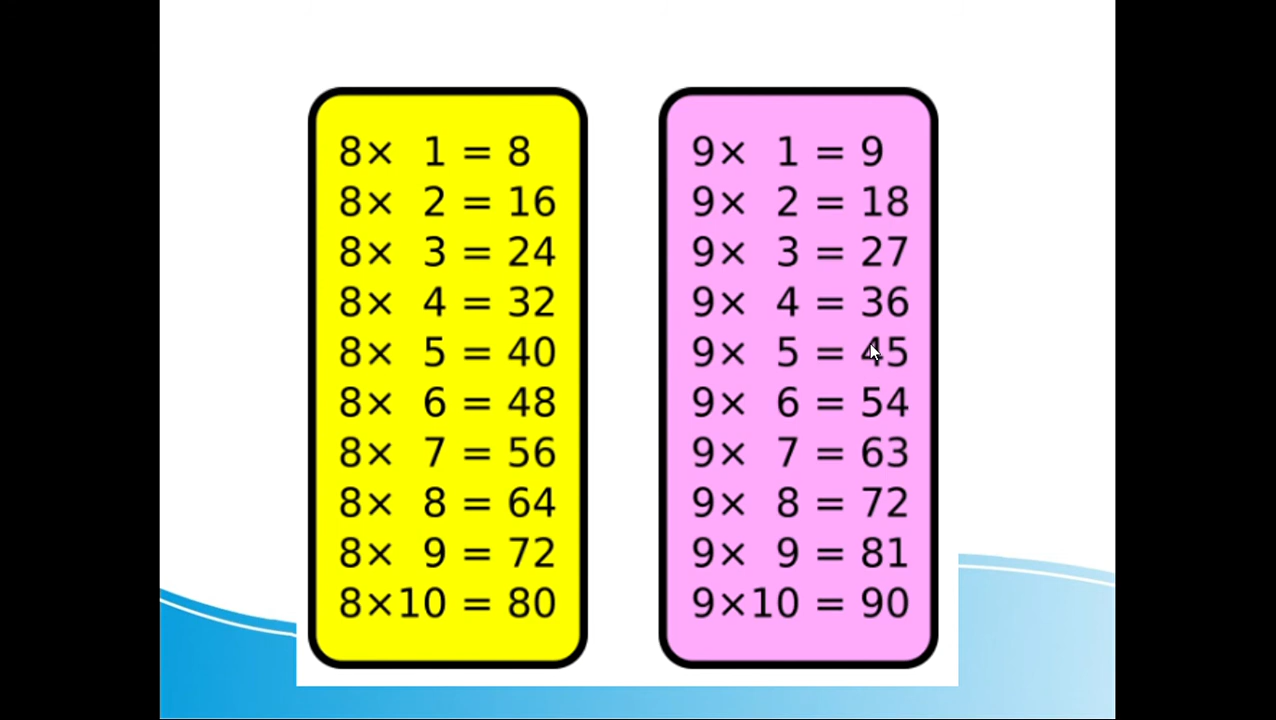 8× 1 = 8
8× 2 = 16
8× 3 = 24
8× 4 = 32
8× 5 = 40
8× 6 = 48
8× 7 = 56
8× 8 = 64
8× 9 = 72
8×10 = 80
9× 1 = 9
9× 2 = 18
9× 3 = 27
9× 4 = 36
9× 5 = 45
9× 6 = 54
9× 7 = 63
9× 8 = 72
9× 9 = 81
9×10 = 90